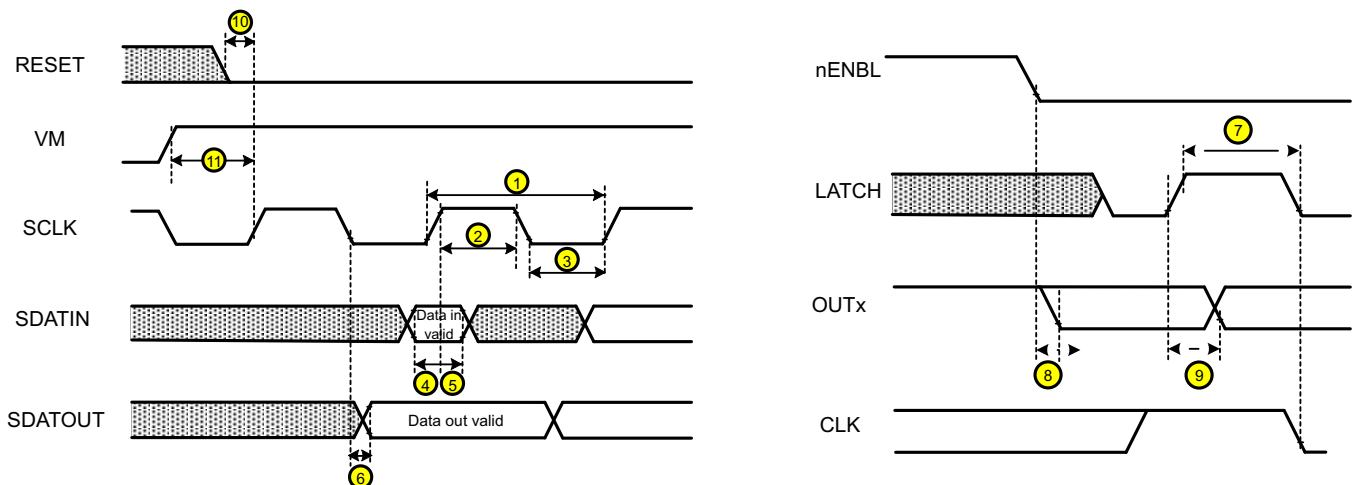 10
RESET
VM
11
1
SCLK
2
3
SDATIN
Data in
valid
4
5
SDATOUT
Data out valid
6
nENBL
7
LATCH
OUTx
8
9
CLK